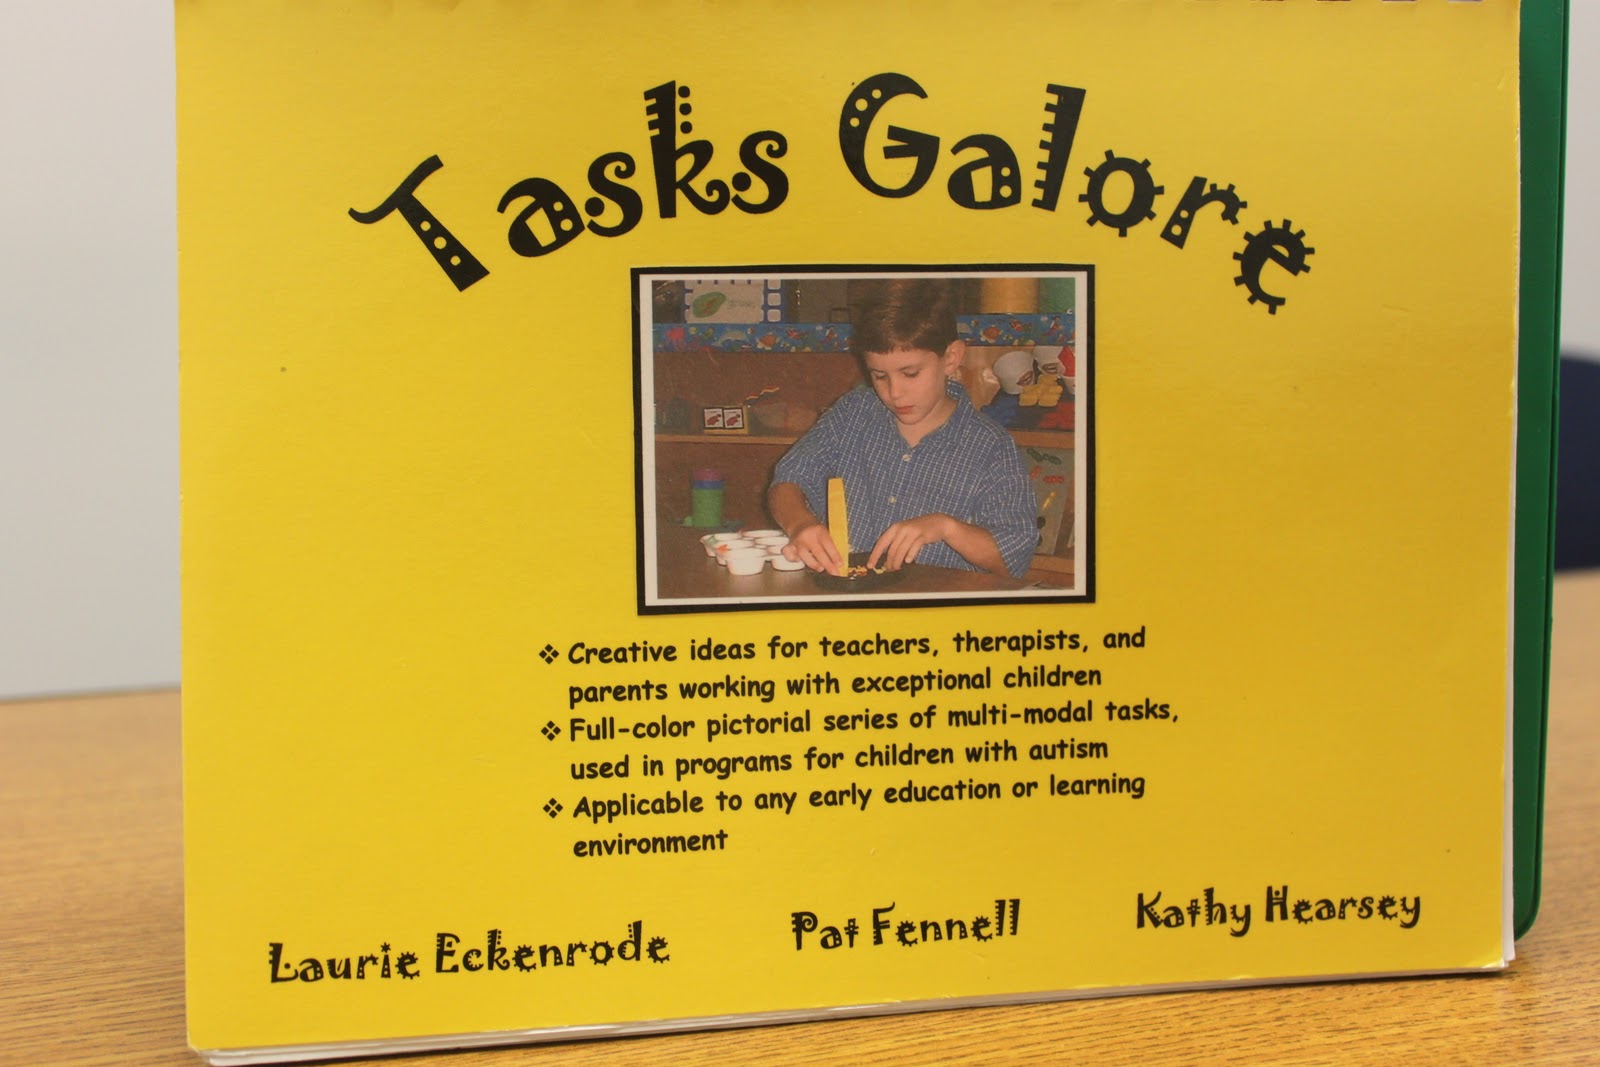 Tasks Galore
❖ Creative ideas for teachers, therapists, and
parents working with exceptional children
❖ Full-color pictorial series of multi-modal tasks,
used in programs for children with autism
❖ Applicable to any early education or learning
environment
Laurie Eckenrode Pat Fennell Kathy Hearsey